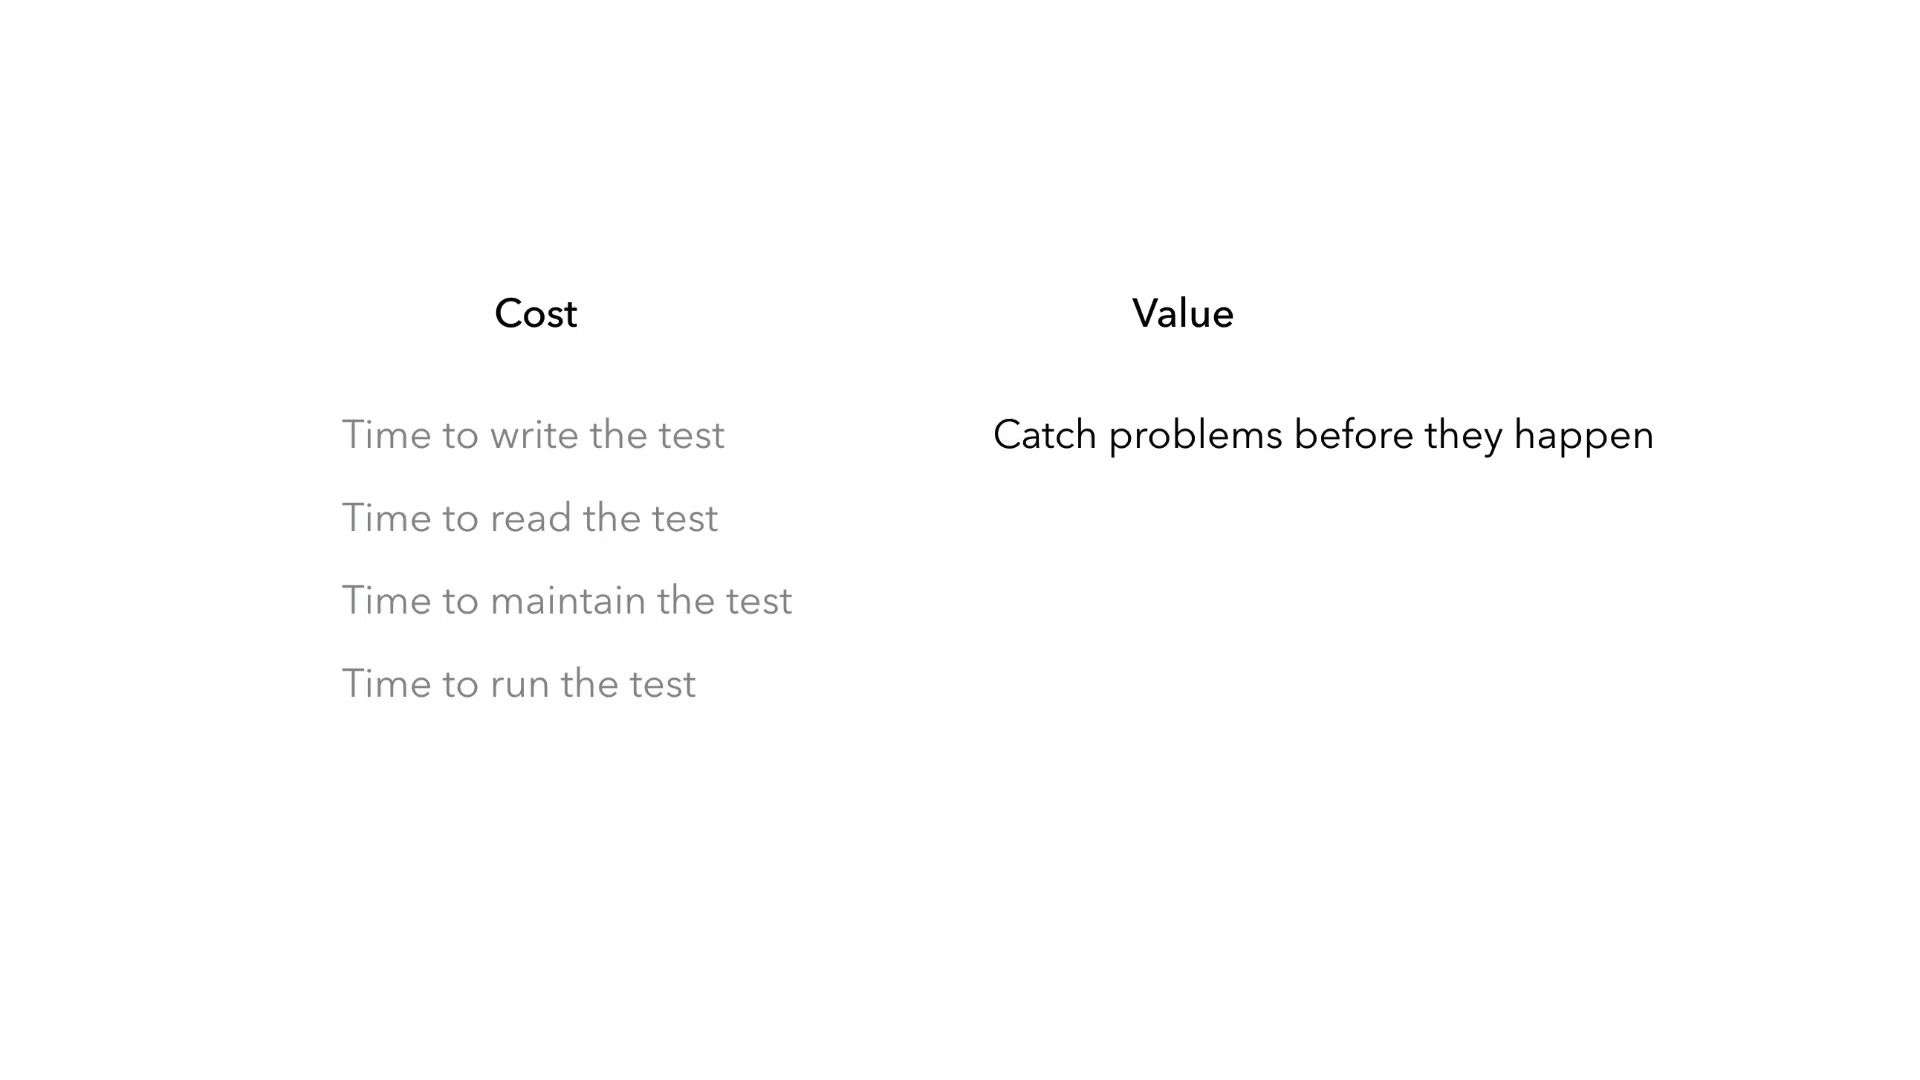 Cost
Time to write the test
Time to read the test
Time to maintain the test
Time to run the test
Value
Catch problems before they happen